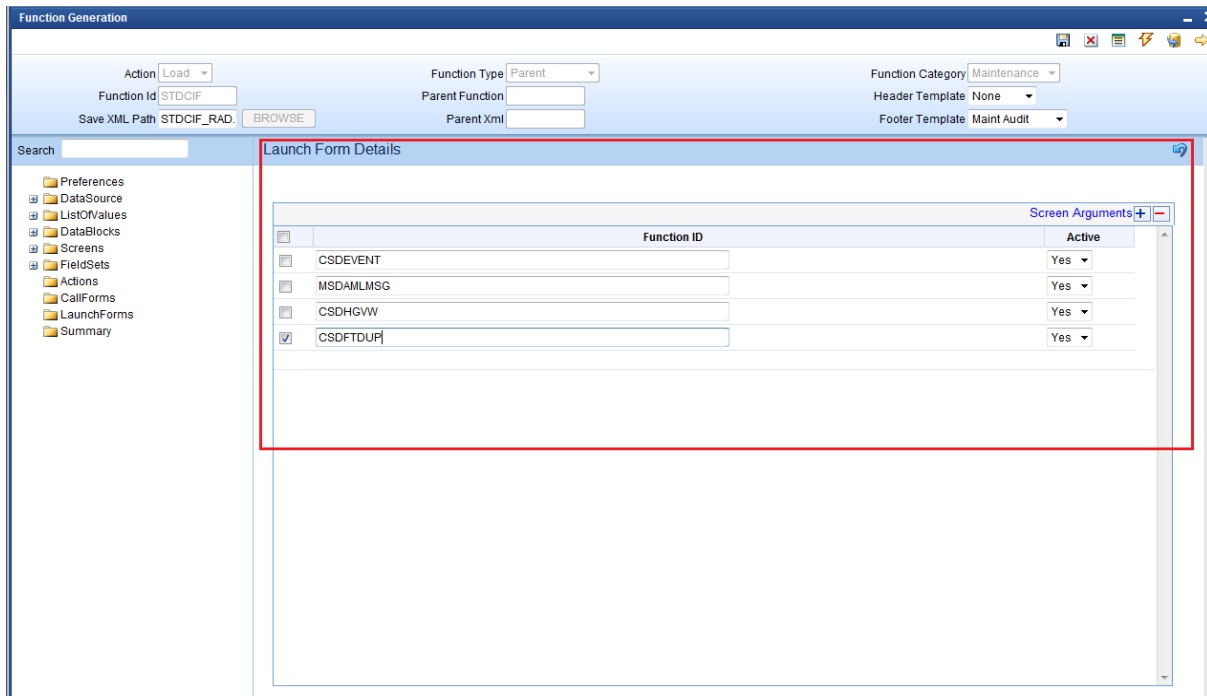 Function Generation
Action Load Function Type Parent Function Category Maintenance
Function Id STDCIF Parent Function Header Template None
Save XML Path STDCIF_RAD. BROWSE Parent Xml Footer Template Maint Audit
Search
Launch Form Details
Preferences
DataSource
ListOfValues
DataBlocks
Screens
FieldSets
Actions
CallForms
LaunchForms
Summary
Screen Arguments
Function ID Active
CSDEVENT Yes
MSDAMLMSG Yes
CSDHGVW Yes
CSDFTDUP Yes